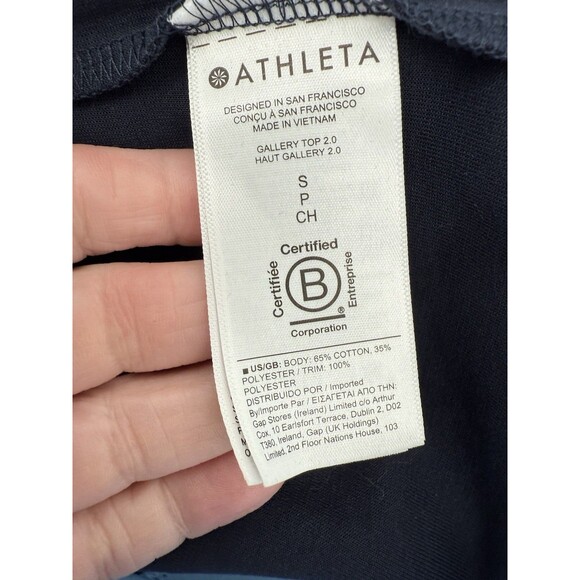 ATHLETA
DESIGNED IN SAN FRANCISCO
CONÇU À SAN FRANCISCO
MADE IN VIETNAM
GALLERY TOP 2.0
HAUT GALLERY 2.0
S
P
CH
Certified
Certifiée
Entreprise
B
®
Corporation
■ US/GB: BODY: 65% COTTON, 35%
POLYESTER / TRIM: 100%
POLYESTER
DISTRIBUIDO POR / Imported
By/Importe Par / ΕΙΣΑΓΕΤΑΙ ΑΠΟ ΤΗΝ:
Gap Stores (Ireland) Limited c/o Arthur
Cox, 10 Earlsfort Terrace, Dublin 2, D02
T380, Ireland, Gap (UK Holdings)
Limited, 2nd Floor Nations House, 103